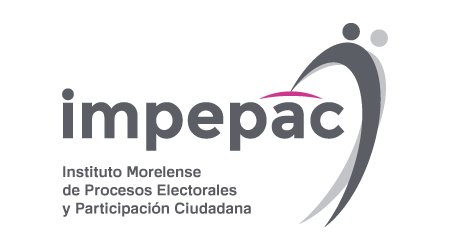 impepac
Instituto Morelense
de Procesos Electorales
y Participación Ciudadana